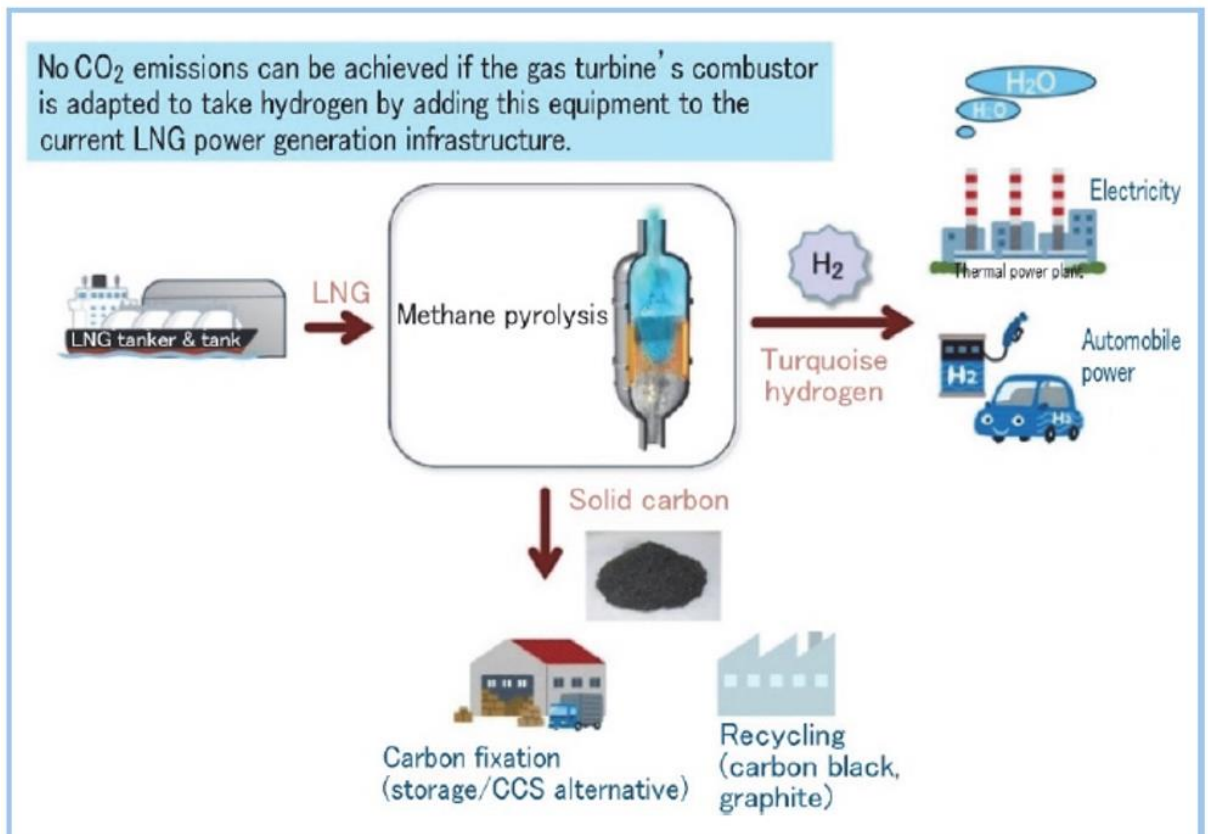 No CO₂ emissions can be achieved if the gas turbine's combustor
is adapted to take hydrogen by adding this equipment to the
current LNG power generation infrastructure.
H₂O
H₂O
Electricity
Thermal power plant
LNG
LNG tanker & tank
Methane pyrolysis
H₂
Turquoise
hydrogen
Automobile
power
H₂
H₂
Solid carbon
Carbon fixation
(storage/CCS alternative)
Recycling
(carbon black,
graphite)